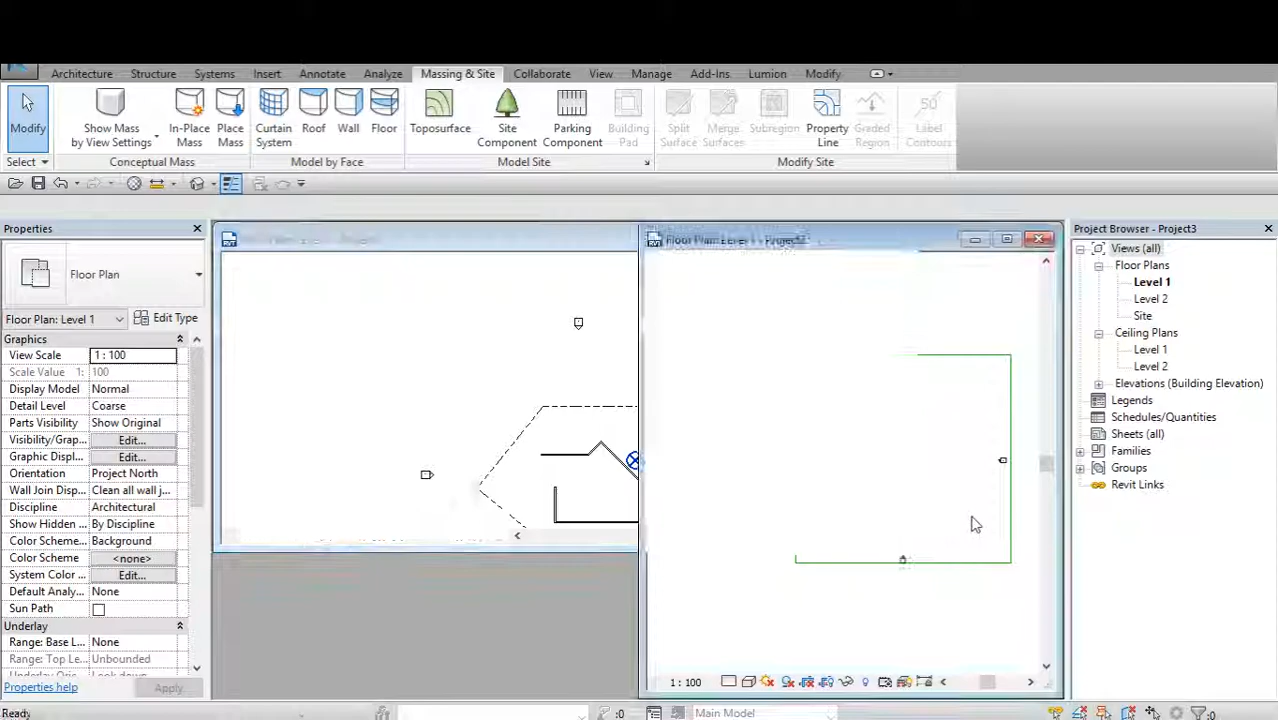 Architecture Structure Systems Insert Annotate Analyze Massing & Site Collaborate View Manage Add-Ins Lumion Modify
Modify
Show Mass
by View Settings
In-Place
Mass
Place
Mass
Curtain
System
Roof
Wall
Floor
Toposurface
Site
Component
Parking
Component
Building
Pad
Split
Surface
Merge
Surfaces
Subregion
Property
Line
Graded
Region
50
Label
Contours
Select
Conceptual Mass
Model by Face
Model Site
Modify Site
Properties
Floor Plan
Floor Plan: Level 1
Edit Type
Graphics
View Scale 1 : 100
Scale Value 1: 100
Display Model Normal
Detail Level Coarse
Parts Visibility Show Original
Visibility/Grap... Edit...
Graphic Displ... Edit...
Orientation Project North
Wall Join Disp... Clean all wall j...
Discipline Architectural
Show Hidden ... By Discipline
Color Scheme ... Background
Color Scheme <none>
System Color ... Edit...
Default Analy... None
Sun Path
Underlay
Range: Base L... None
Range: Top Le... Unbounded
Properties help
Apply
Ready
RVT
RVT
Floor Plan: Level
1 : 100
:0
Main Model
:0
Project Browser - Project3
Views (all)
Floor Plans
Level 1
Level 2
Site
Ceiling Plans
Level 1
Level 2
Elevations (Building Elevation)
Legends
Schedules/Quantities
Sheets (all)
Families
Groups
Revit Links